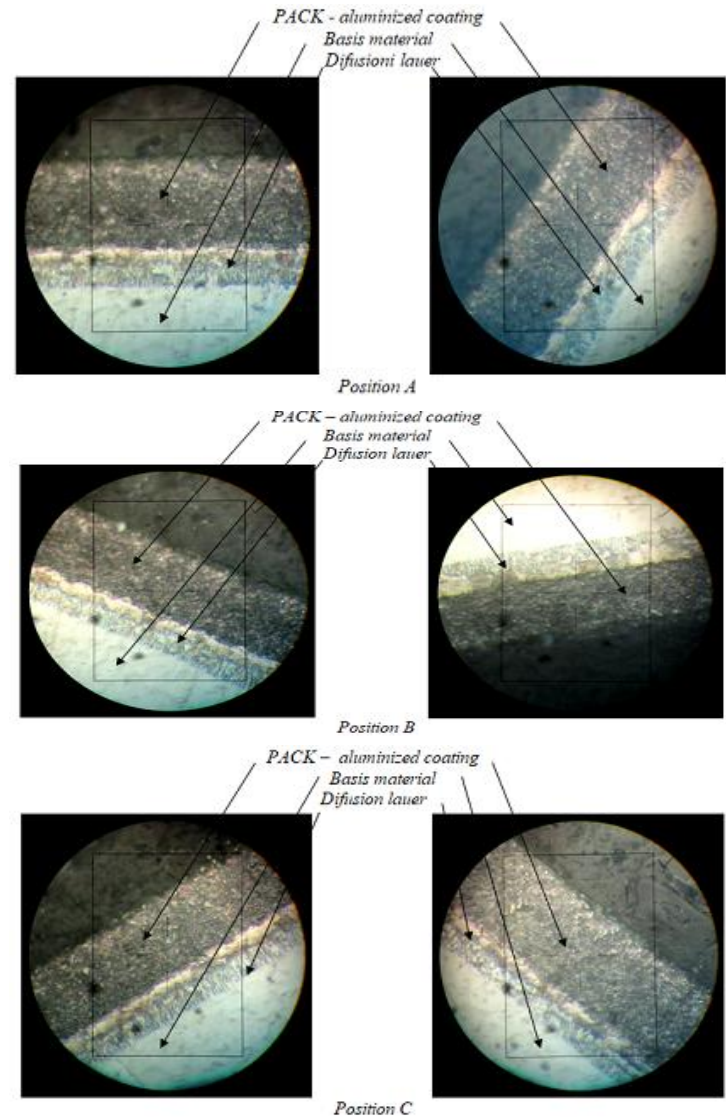 PACK - aluminized coating
Basis material
Difusioni lauer
Position A
PACK – aluminized coating
Basis material
Difusion lauer
Position B
PACK – aluminized coating
Basis material
Difusion lauer
Position C